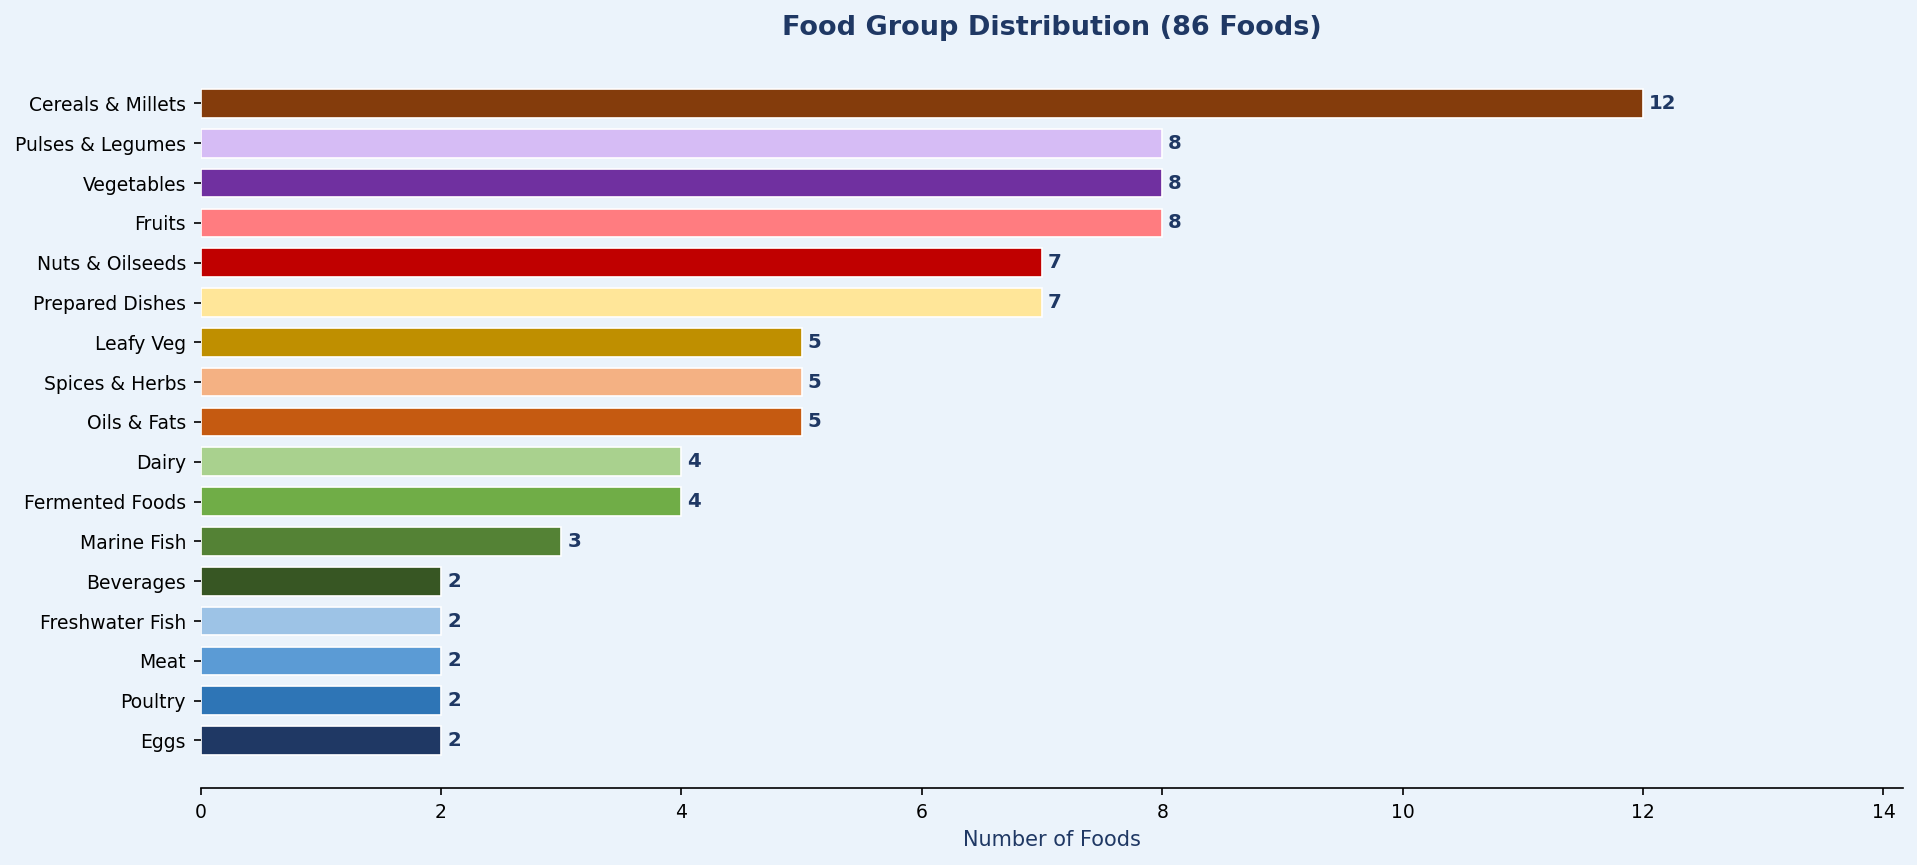 Food Group Distribution (86 Foods)
Cereals & Millets 12
Pulses & Legumes 8
Vegetables 8
Fruits 8
Nuts & Oilseeds 7
Prepared Dishes 7
Leafy Veg 5
Spices & Herbs 5
Oils & Fats 5
Dairy 4
Fermented Foods 4
Marine Fish 3
Beverages 2
Freshwater Fish 2
Meat 2
Poultry 2
Eggs 2
0 2 4 6 8 10 12 14
Number of Foods